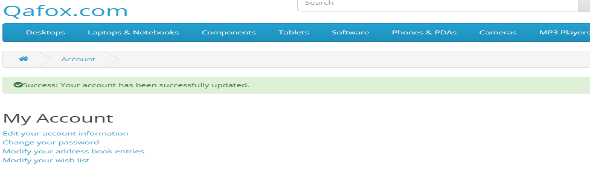 Search
Qafox.com
Desktops Laptops & Notebooks Components Tablets Software Phones & PDAs Cameras MP3 Players
Account
Success: Your account has been successfully updated.
My Account
Edit your account information
Change your password
Modify your address book entries
Modify your wish list